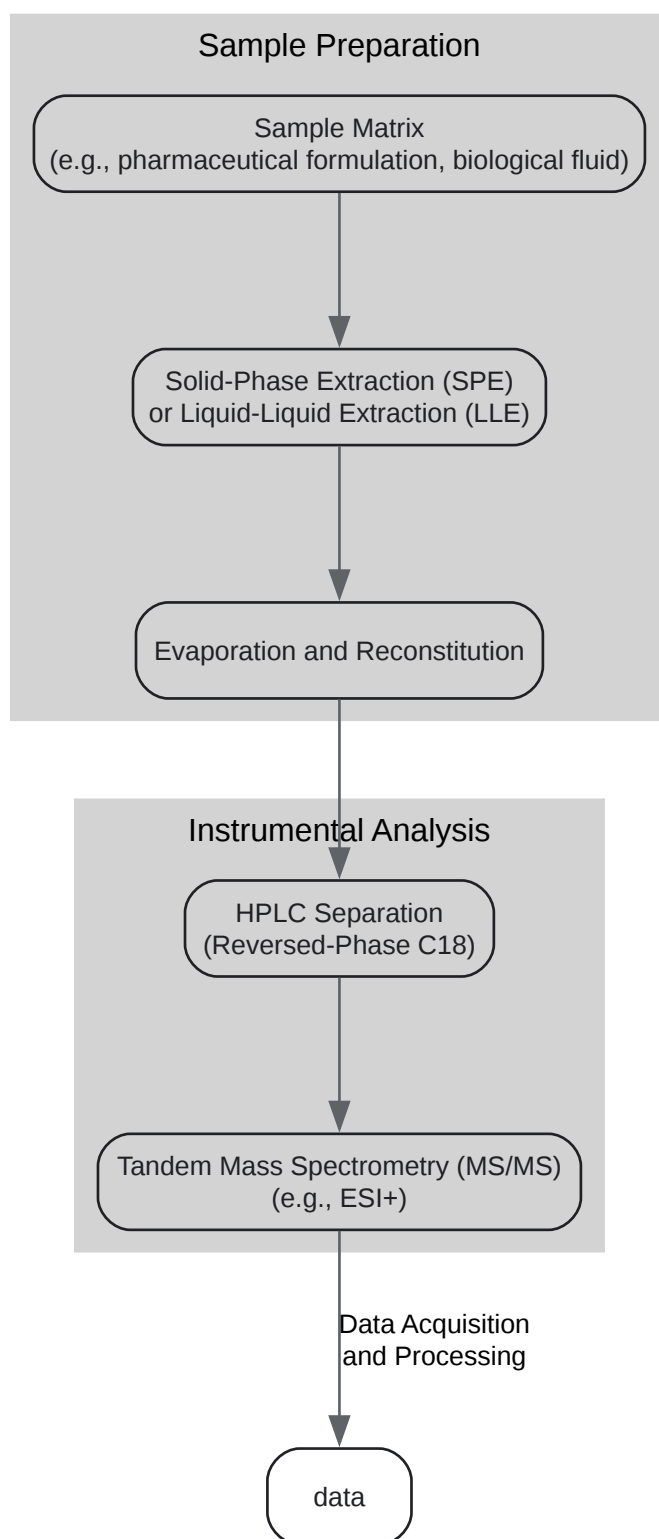 Sample Preparation
Sample Matrix
(e.g., pharmaceutical formulation, biological fluid)
Solid-Phase Extraction (SPE)
or Liquid-Liquid Extraction (LLE)
Evaporation and Reconstitution
Instrumental Analysis
HPLC Separation
(Reversed-Phase C18)
Tandem Mass Spectrometry (MS/MS)
(e.g., ESI+)
Data Acquisition
and Processing
data